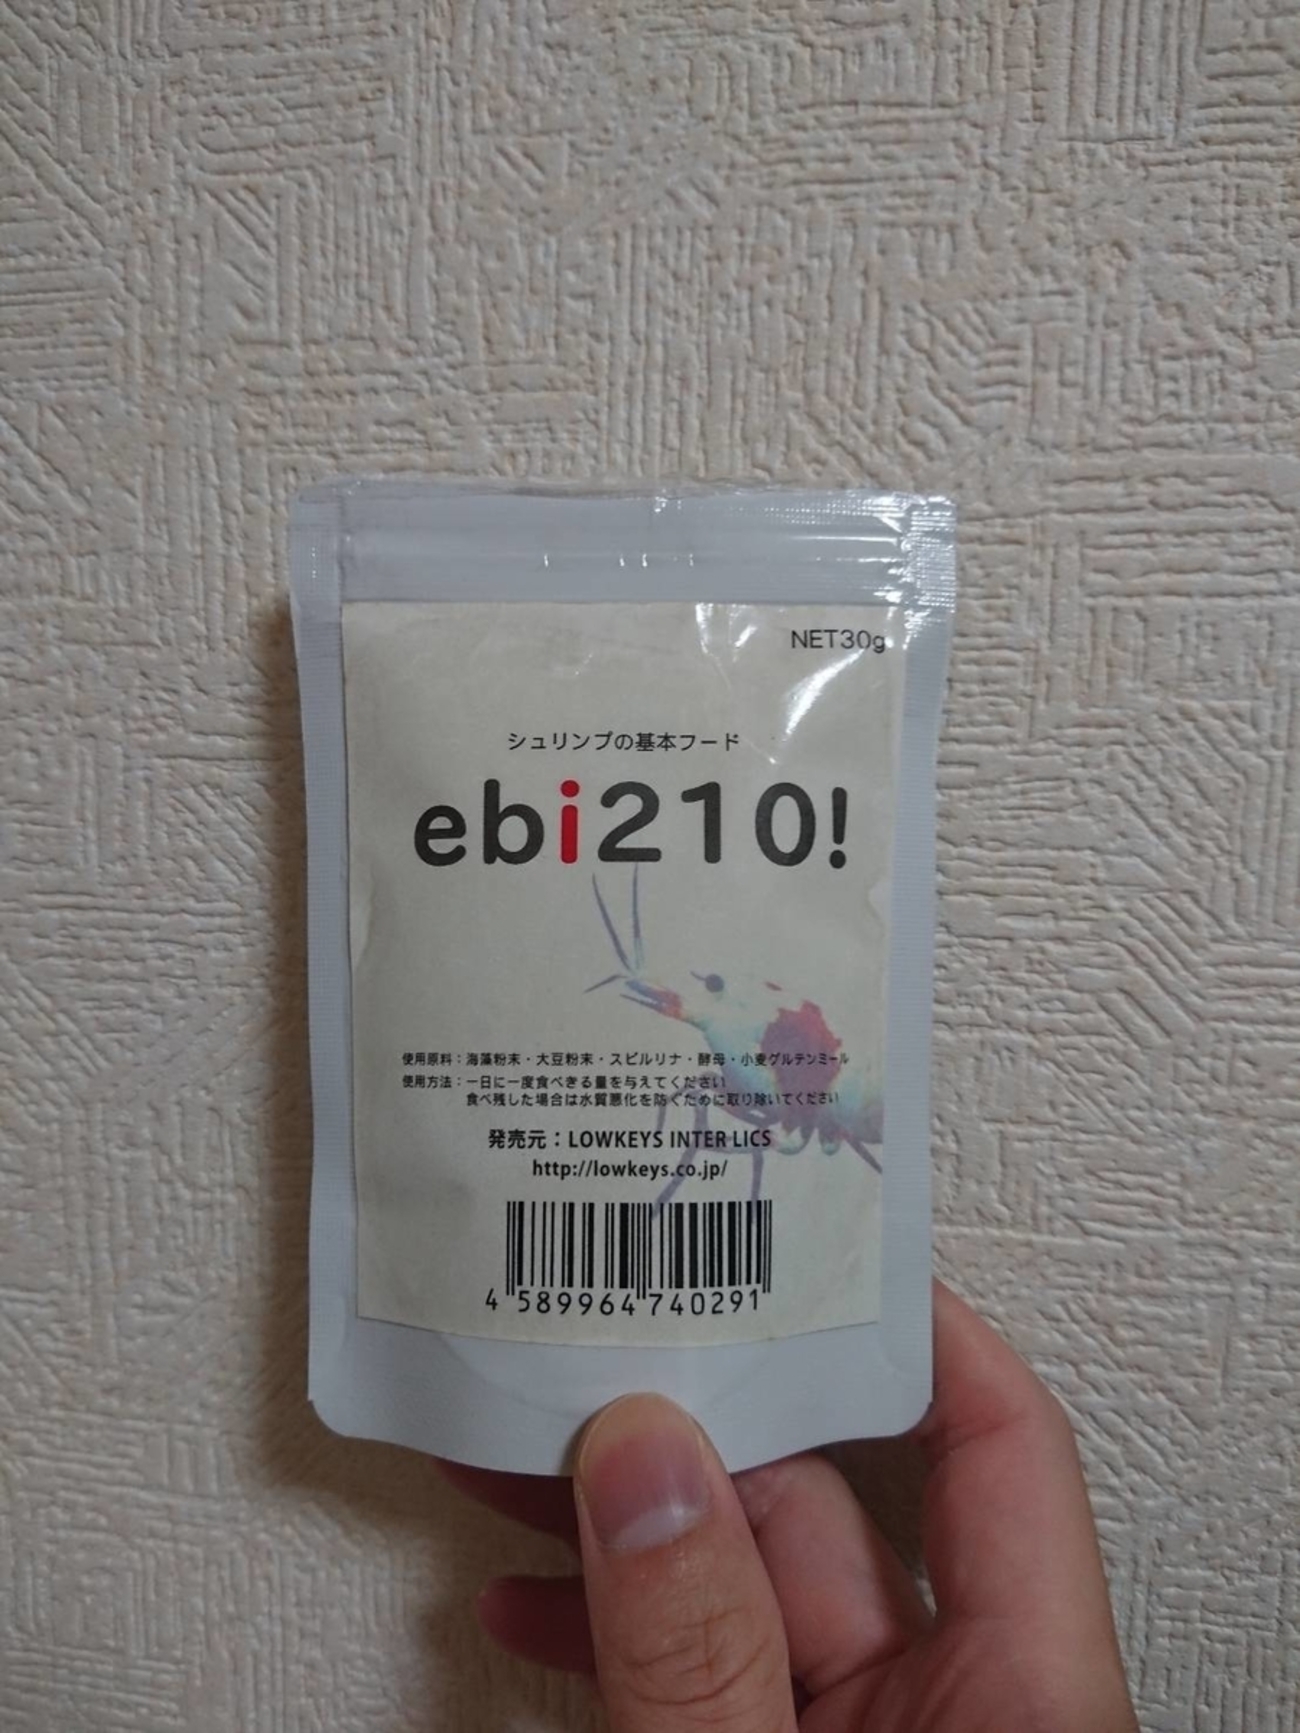 NET30g
シュリンプの基本フード
ebi210!
使用原料：海藻粉末・大豆粉末・スピルリナ・酵母・小麦グルテンミール
使用方法：一日に一度食べきる量を与えてください
食べ残した場合は水質悪化を防ぐために取り除いてください
発売元：LOWKEYS INTER LICS
http://lowkeys.co.jp/
4 589964 740291